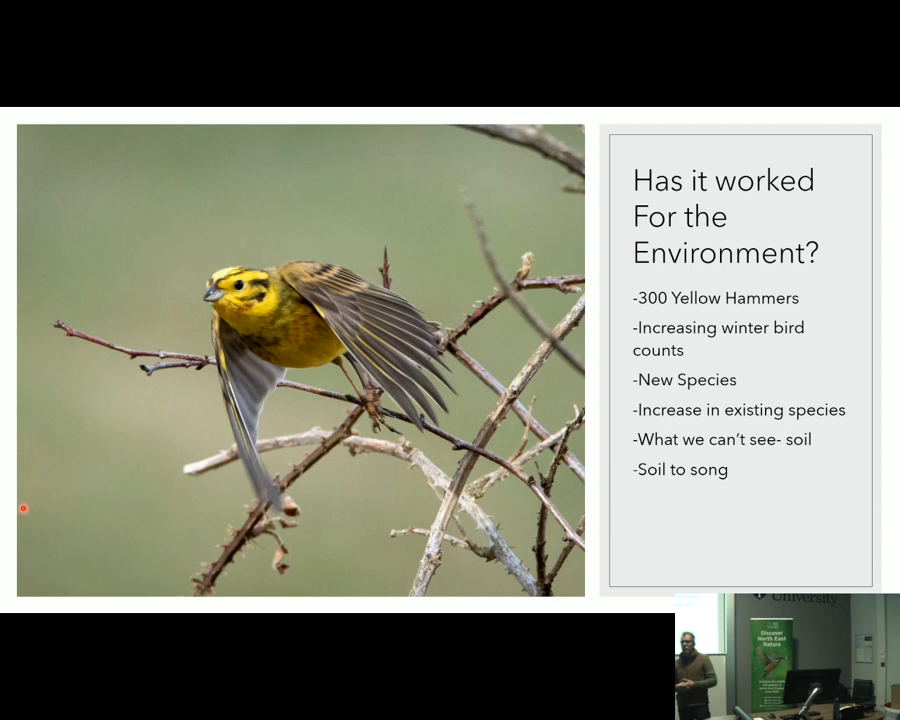 Has it worked
For the
Environment?
-300 Yellow Hammers
-Increasing winter bird
counts
-New Species
-Increase in existing species
-What we can’t see- soil
-Soil to song
University
Discover
North East
Nature